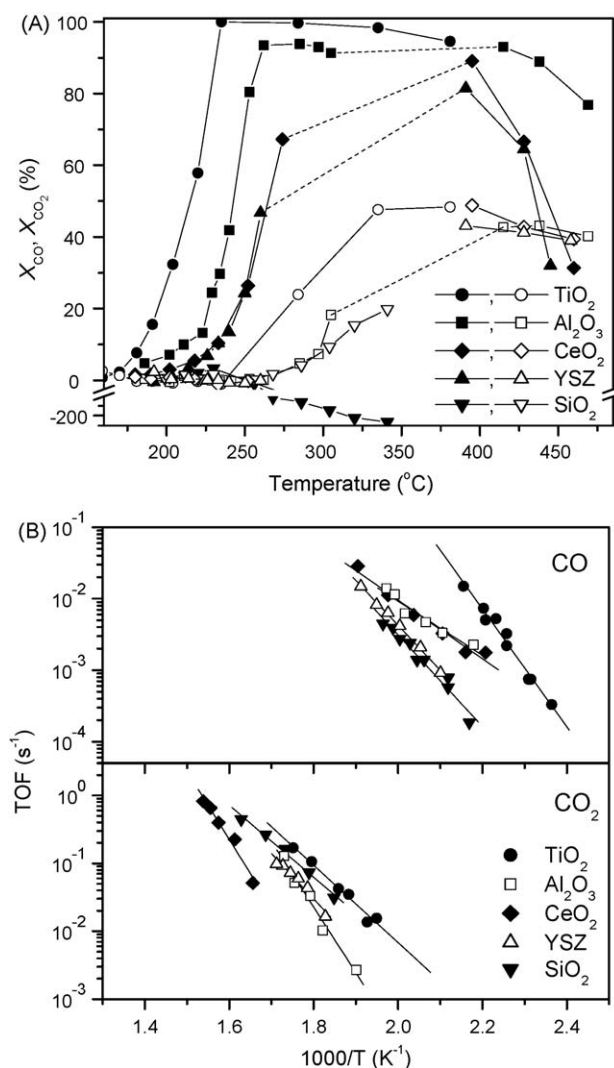 (A)
X_CO, X_CO₂ (%)
100
80
60
40
20
0
-200
, TiO₂
, Al₂O₃
, CeO₂
, YSZ
, SiO₂
200 250 300 350 400 450
Temperature (°C)
(B)
TOF (s⁻¹)
10⁻¹
10⁻²
10⁻³
10⁻⁴
CO
10⁰
10⁻¹
10⁻²
10⁻³
CO₂
TiO₂
Al₂O₃
CeO₂
YSZ
SiO₂
1.4 1.6 1.8 2.0 2.2 2.4
1000/T (K⁻¹)